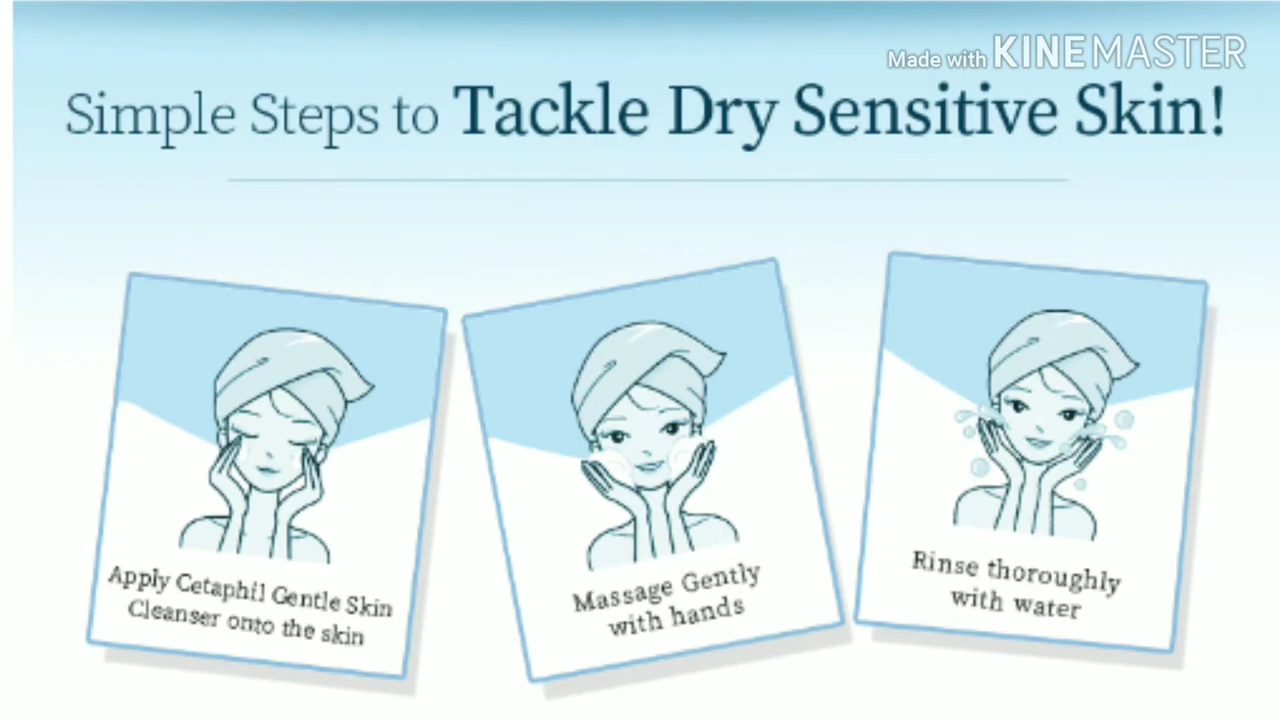 Made with KINEMASTER
Simple Steps to Tackle Dry Sensitive Skin!
Apply Cetaphil Gentle Skin
Cleanser onto the skin
Massage Gently
with hands
Rinse thoroughly
with water